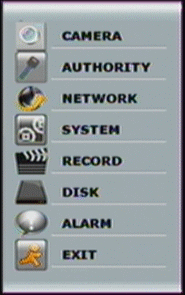 CAMERA
AUTHORITY
NETWORK
SYSTEM
RECORD
DISK
ALARM
EXIT